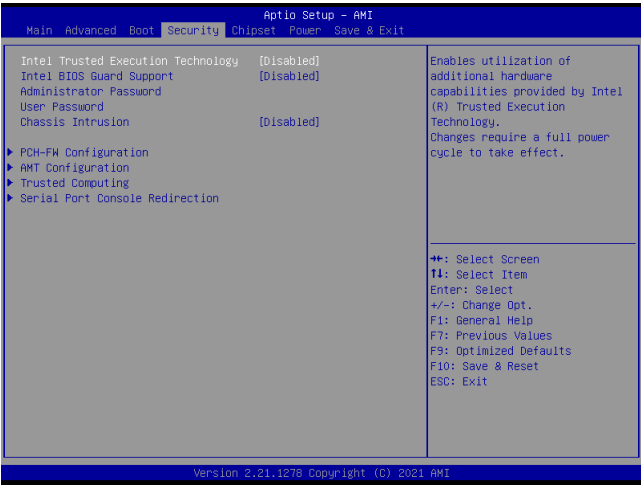 Aptio Setup – AMI
Main Advanced Boot Security Chipset Power Save & Exit
Intel Trusted Execution Technology [Disabled]
Intel BIOS Guard Support [Disabled]
Administrator Password
User Password
Chassis Intrusion [Disabled]
PCH-FW Configuration
AMT Configuration
Trusted Computing
Serial Port Console Redirection
Enables utilization of
additional hardware
capabilities provided by Intel
(R) Trusted Execution
Technology.
Changes require a full power
cycle to take effect.
→←: Select Screen
↑↓: Select Item
Enter: Select
+/-: Change Opt.
F1: General Help
F7: Previous Values
F9: Optimized Defaults
F10: Save & Reset
ESC: Exit
Version 2.21.1278 Copyright (C) 2021 AMI